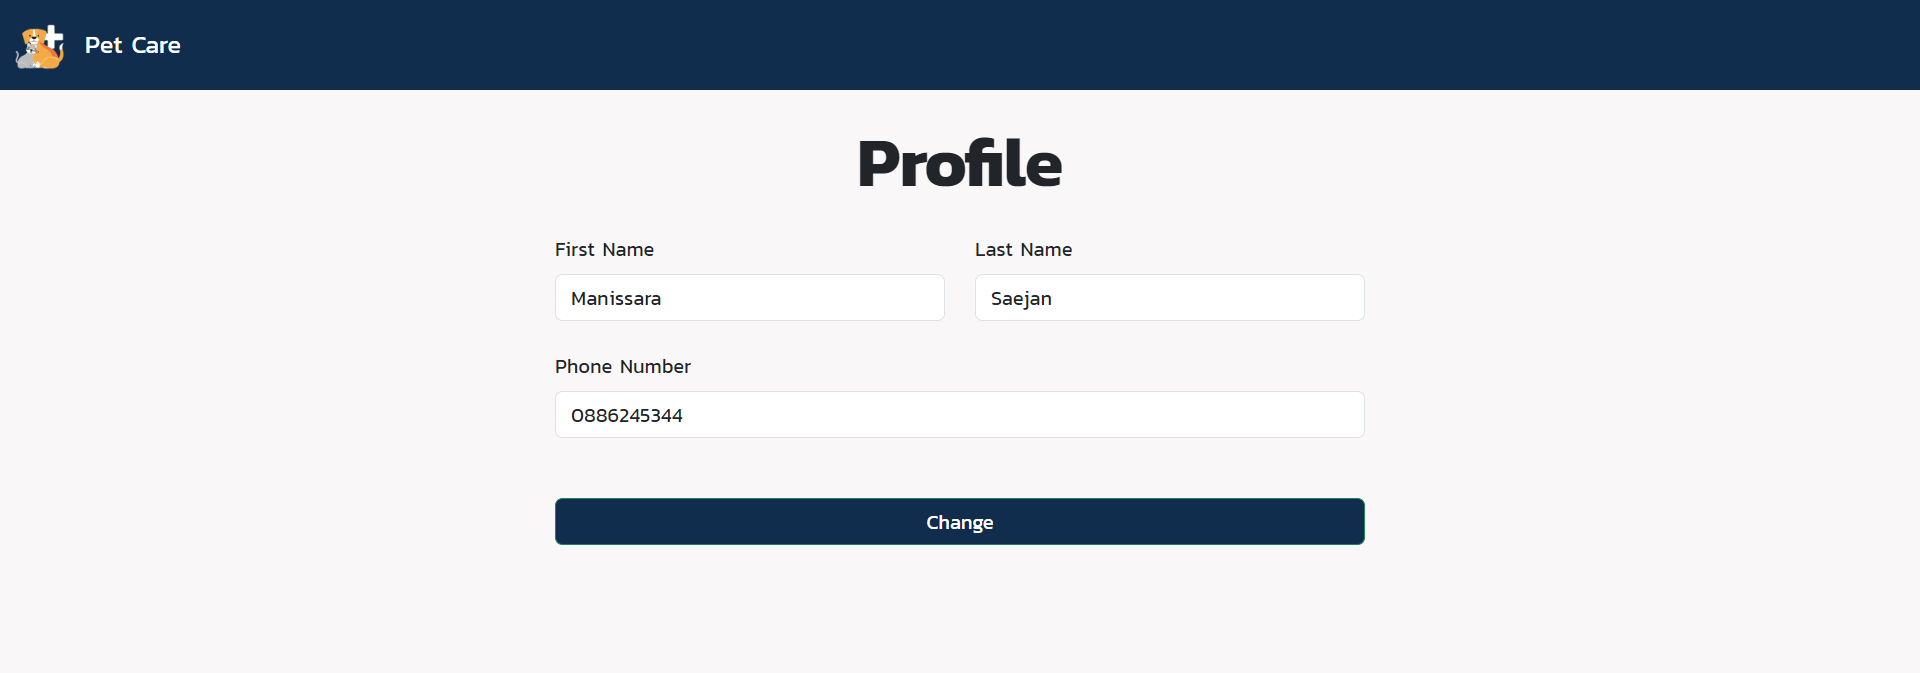 Pet Care
Profile
First Name
Last Name
Manissara
Saejan
Phone Number
0886245344
Change